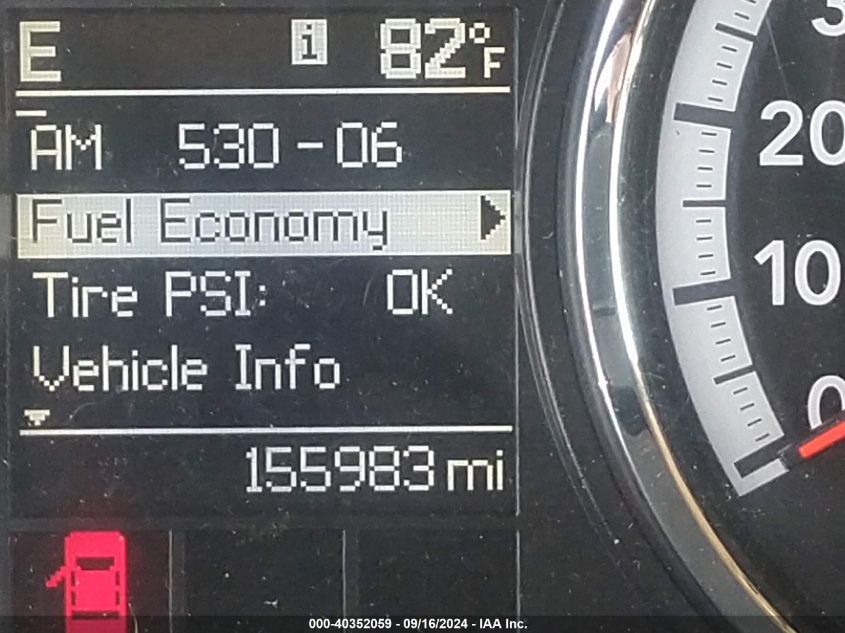 E i 82°F
AM 530-06
Fuel Economy
Tire PSI: OK
Vehicle Info
155983 mi
20
10
0
000-40352059 - 09/16/2024 - IAA Inc.